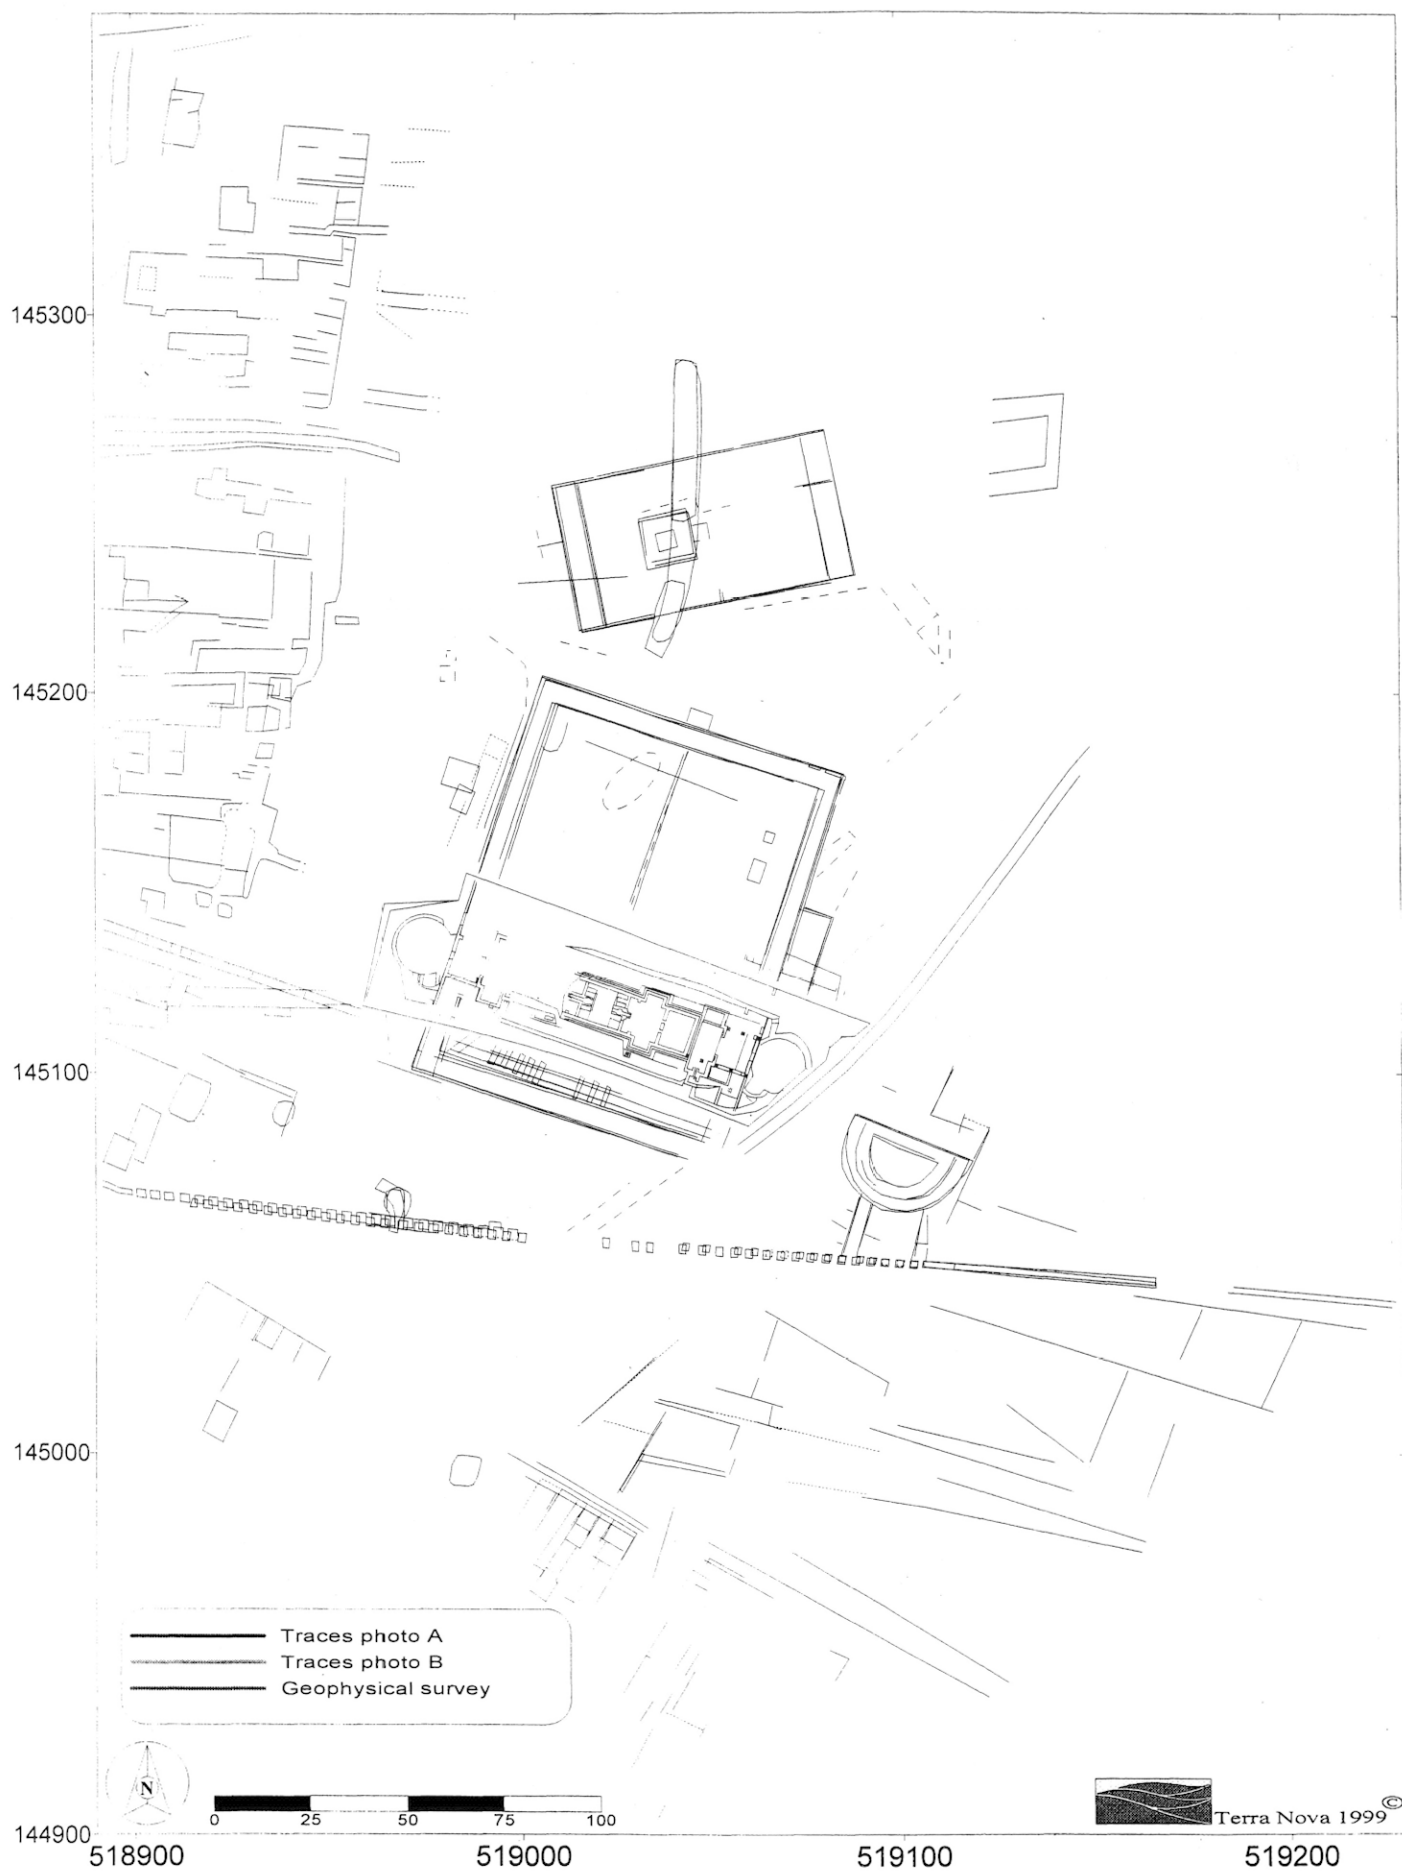 145300
145200
145100
145000
Traces photo A
Traces photo B
Geophysical survey
N
0 25 50 75 100
©
Terra Nova 1999
144900
518900 519000 519100 519200